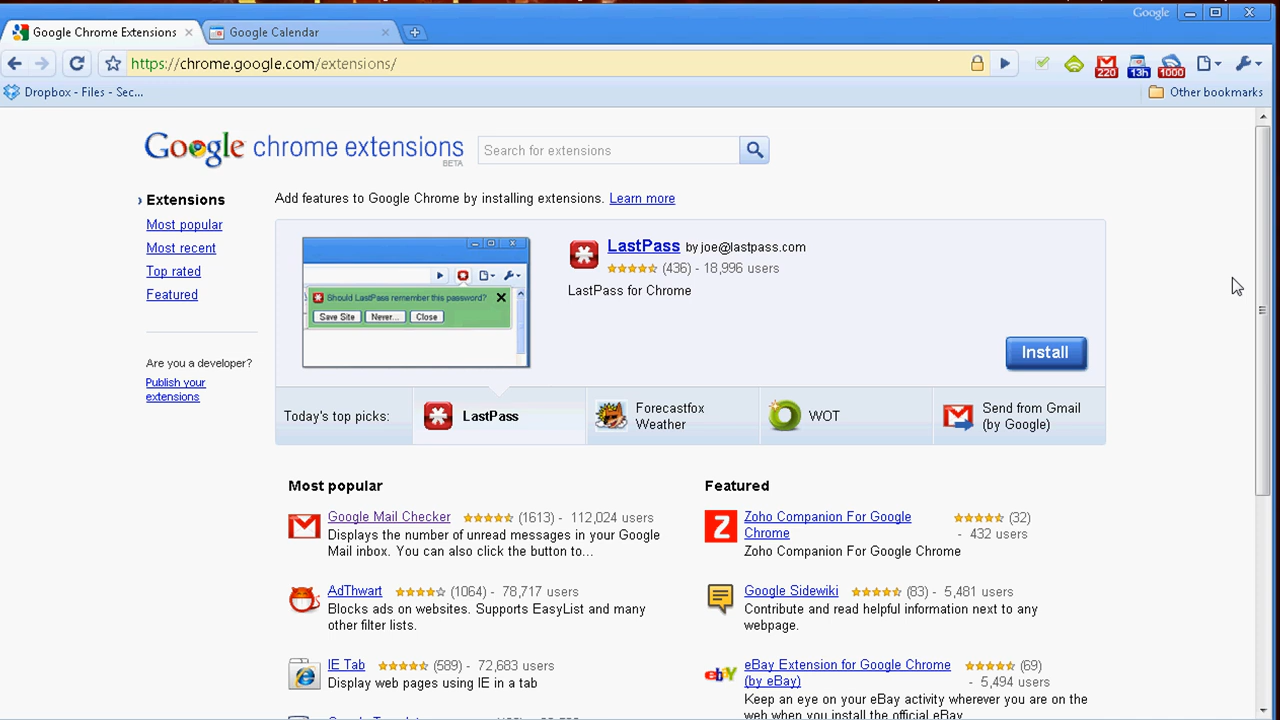 Google
Google Chrome Extensions
Google Calendar
https://chrome.google.com/extensions/
220
13h
1000
Dropbox - Files - Sec...
Other bookmarks
Google chrome extensions
BETA
Search for extensions
Extensions
Most popular
Most recent
Top rated
Featured
Are you a developer?
Publish your
extensions
Add features to Google Chrome by installing extensions. Learn more
Should LastPass remember this password?
Save Site Never... Close
LastPass by joe@lastpass.com
(436) - 18,996 users
LastPass for Chrome
Install
Today's top picks:
LastPass
Forecastfox
Weather
WOT
Send from Gmail
(by Google)
Most popular
Google Mail Checker (1613) - 112,024 users
Displays the number of unread messages in your Google
Mail inbox. You can also click the button to...
AdThwart (1064) - 78,717 users
Blocks ads on websites. Supports EasyList and many
other filter lists.
IE Tab (589) - 72,683 users
Display web pages using IE in a tab
Featured
Z
Zoho Companion For Google
Chrome
(32)
- 432 users
Zoho Companion For Google Chrome
Google Sidewiki (83) - 5,481 users
Contribute and read helpful information next to any
webpage.
ebY
eBay Extension for Google Chrome
(by eBay)
(69)
- 5,494 users
Keep an eye on your eBay activity wherever you are on the
web when you install the official eBay